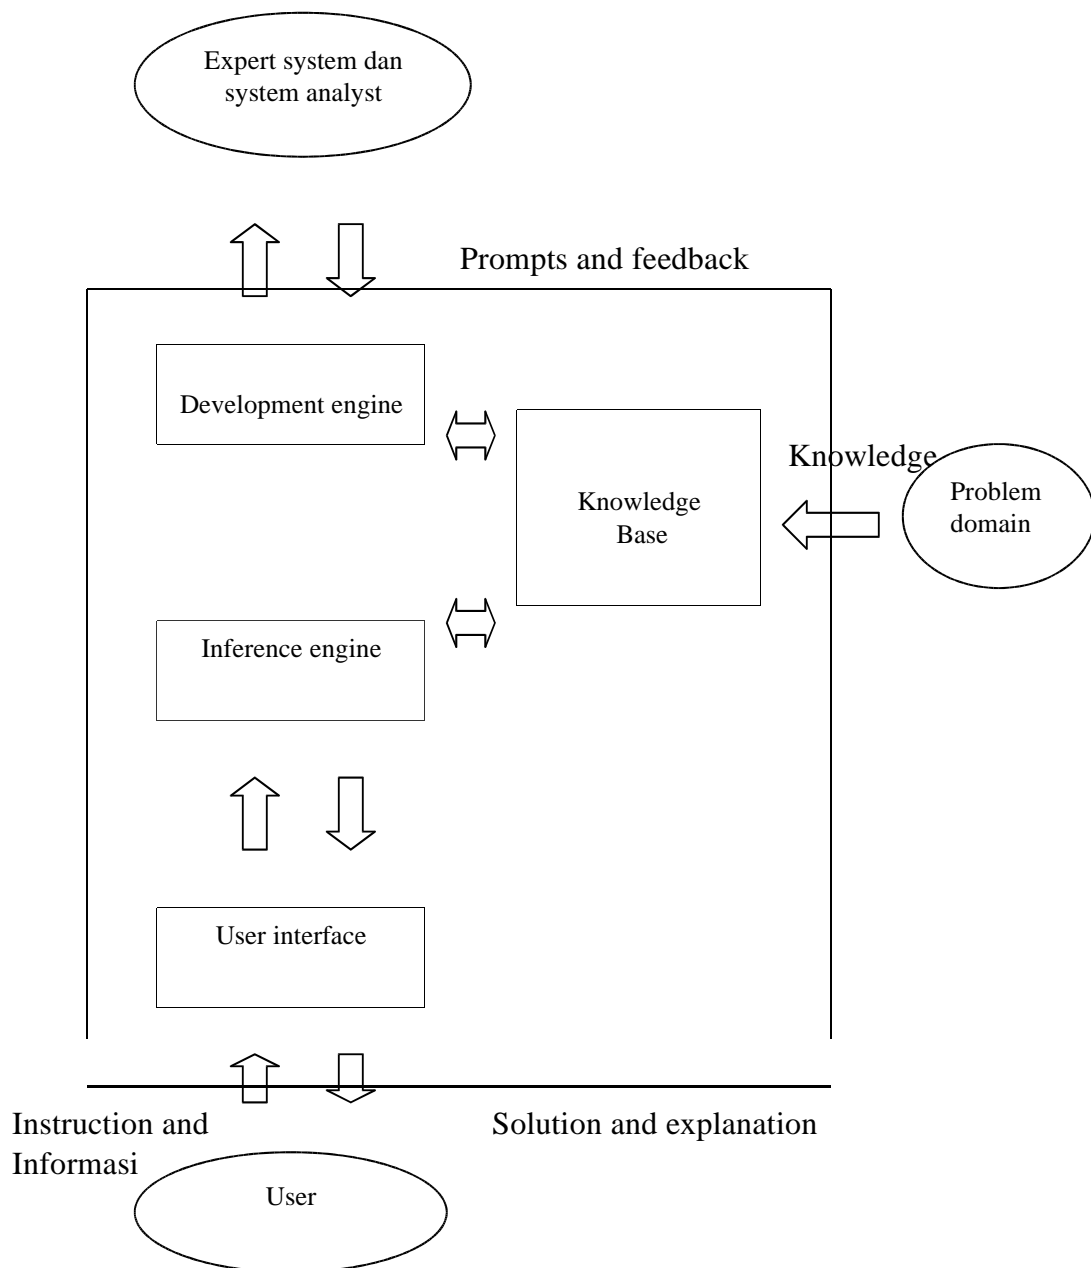 Expert system dan
system analyst
Prompts and feedback
Development engine
Knowledge
Knowledge
Base
Problem
domain
Inference engine
User interface
Instruction and
Informasi
Solution and explanation
User